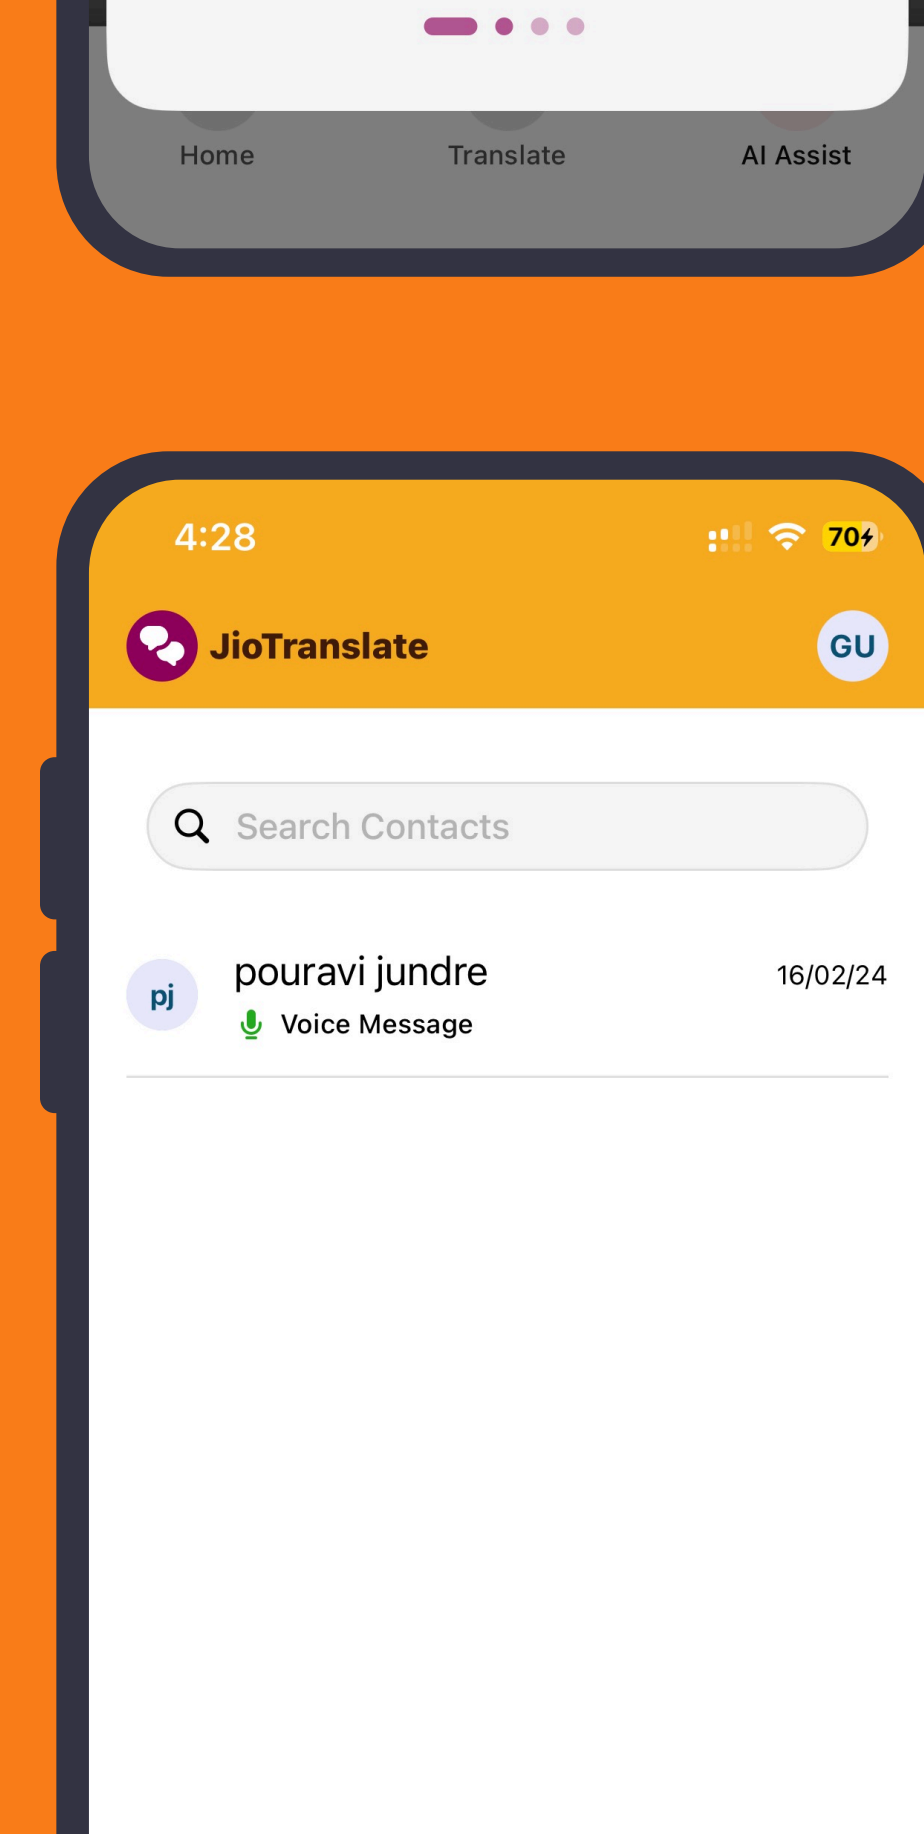 Home
Translate
AI Assist
4:28
70
JioTranslate
GU
Search Contacts
pj
pouravi jundre
16/02/24
Voice Message